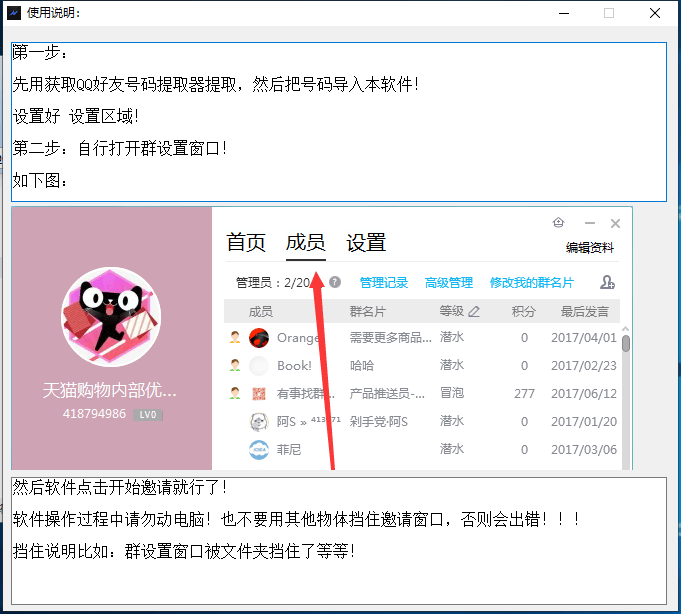 使用说明:
第一步:
先用获取QQ好友号码提取器提取，然后把号码导入本软件！
设置好 设置区域！
第二步: 自行打开群设置窗口！
如下图:
首页 成员 设置
编辑资料
管理员：2/20 管理记录 高级管理 修改我的群名片
成员 群名片 等级 积分 最后发言
Orange 需要更多商品... 潜水 0 2017/04/01
Book! 哈哈 潜水 0 2017/02/23
有事找群... 产品推送员-... 冒泡 277 2017/06/12
阿S » 剁手党·阿S 潜水 0 2017/01/20
菲尼 潜水 0 2017/03/06
天猫购物内部优...
418794986 LV0
然后软件点击开始邀请就行了！
软件操作过程中请勿动电脑！也不要用其他物体挡住邀请窗口，否则会出错！！！
挡住说明比如: 群设置窗口被文件夹挡住了等等！